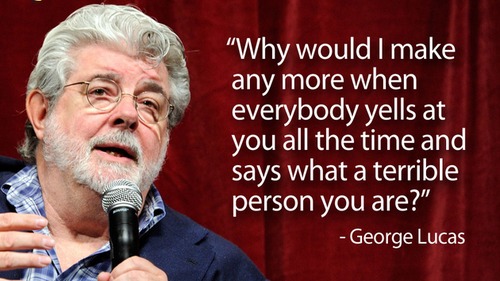 “Why would I make
any more when
everybody yells at
you all the time and
says what a terrible
person you are?”
- George Lucas